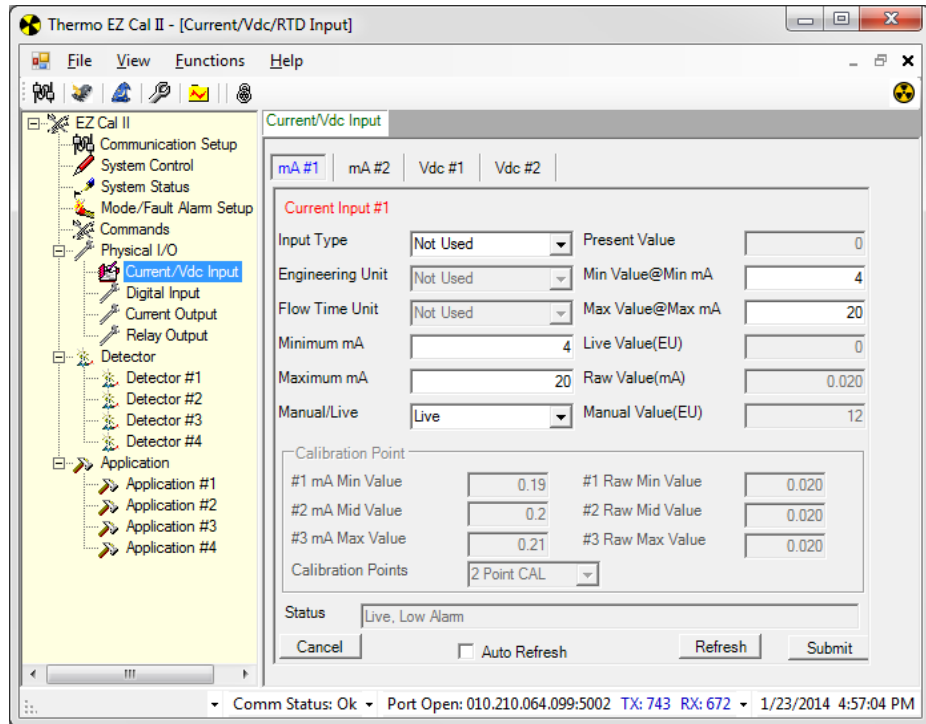 Thermo EZ Cal II - [Current/Vdc/RTD Input]
File View Functions Help
EZ Cal II
Communication Setup
System Control
System Status
Mode/Fault Alarm Setup
Commands
Physical I/O
Current/Vdc Input
Digital Input
Current Output
Relay Output
Detector
Detector #1
Detector #2
Detector #3
Detector #4
Application
Application #1
Application #2
Application #3
Application #4
Current/Vdc Input
mA #1 mA #2 Vdc #1 Vdc #2
Current Input #1
Input Type Not Used Present Value 0
Engineering Unit Not Used Min Value@Min mA 4
Flow Time Unit Not Used Max Value@Max mA 20
Minimum mA 4 Live Value(EU) 0
Maximum mA 20 Raw Value(mA) 0.020
Manual/Live Live Manual Value(EU) 12
Calibration Point
#1 mA Min Value 0.19 #1 Raw Min Value 0.020
#2 mA Mid Value 0.2 #2 Raw Mid Value 0.020
#3 mA Max Value 0.21 #3 Raw Max Value 0.020
Calibration Points 2 Point CAL
Status Live, Low Alarm
Cancel Auto Refresh Refresh Submit
Comm Status: Ok Port Open: 010.210.064.099:5002 TX: 743 RX: 672 1/23/2014 4:57:04 PM